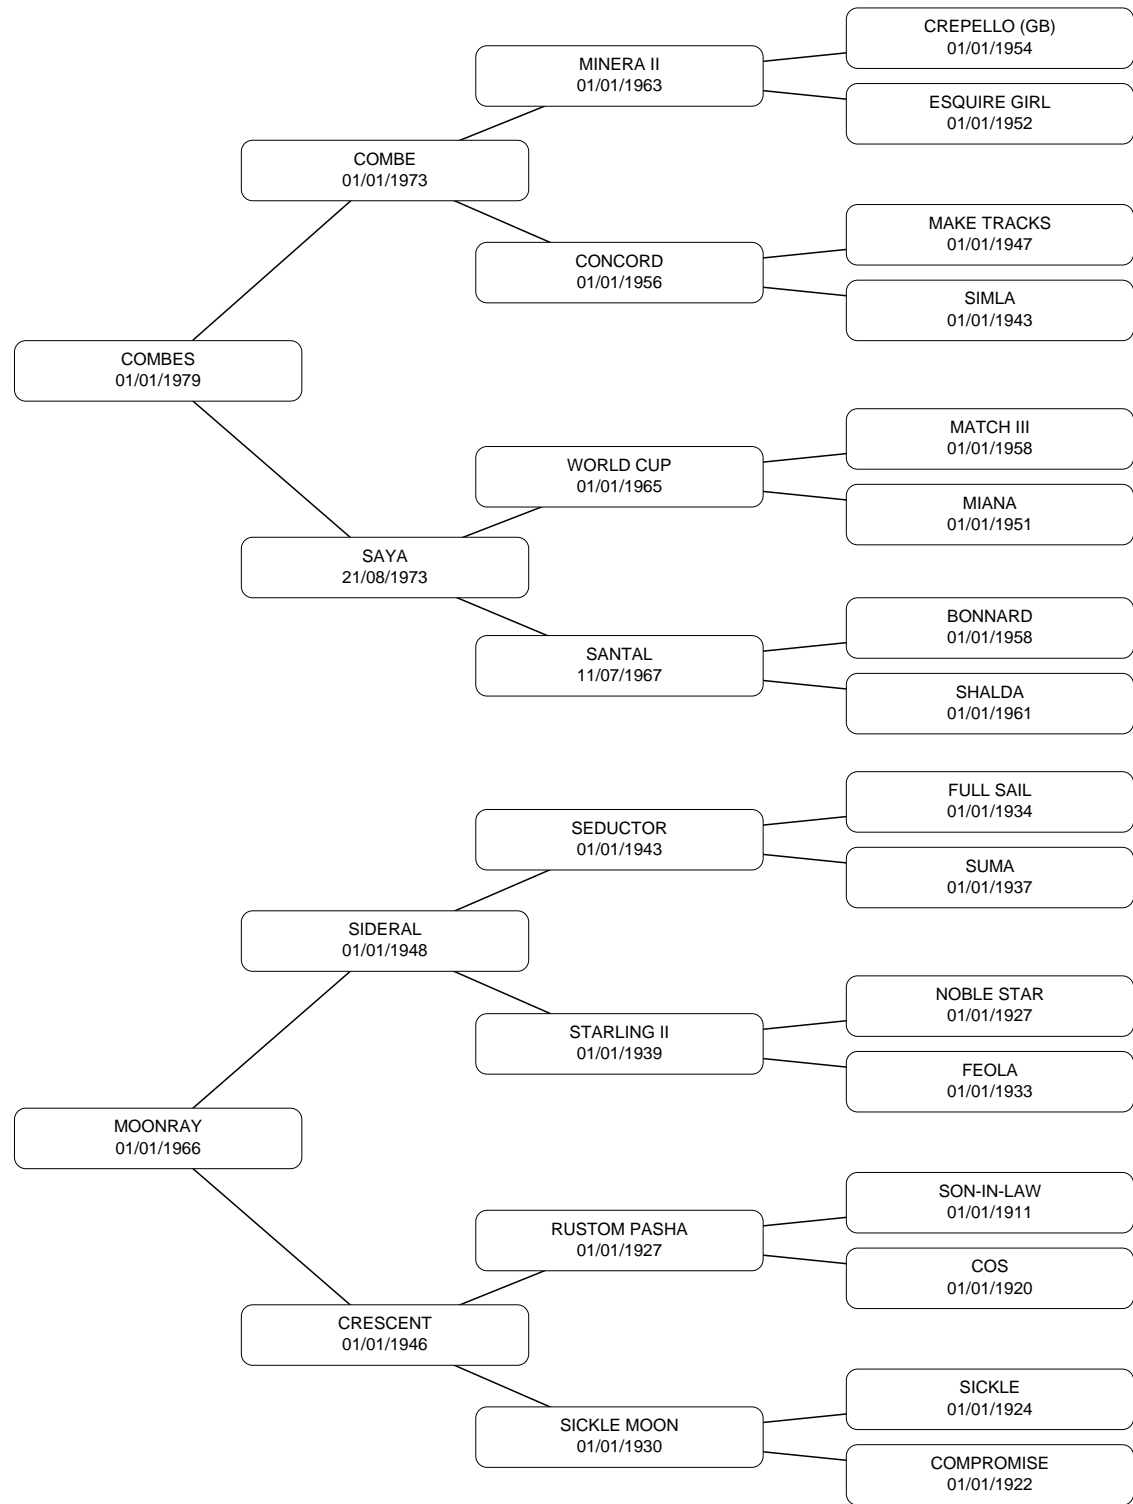 CREPELLO (GB)
01/01/1954
MINERA II
01/01/1963
ESQUIRE GIRL
01/01/1952
COMBE
01/01/1973
MAKE TRACKS
01/01/1947
CONCORD
01/01/1956
SIMLA
01/01/1943
COMBES
01/01/1979
MATCH III
01/01/1958
WORLD CUP
01/01/1965
MIANA
01/01/1951
SAYA
21/08/1973
BONNARD
01/01/1958
SANTAL
11/07/1967
SHALDA
01/01/1961
FULL SAIL
01/01/1934
SEDUCTOR
01/01/1943
SUMA
01/01/1937
SIDERAL
01/01/1948
NOBLE STAR
01/01/1927
STARLING II
01/01/1939
FEOLA
01/01/1933
MOONRAY
01/01/1966
SON-IN-LAW
01/01/1911
RUSTOM PASHA
01/01/1927
COS
01/01/1920
CRESCENT
01/01/1946
SICKLE
01/01/1924
SICKLE MOON
01/01/1930
COMPROMISE
01/01/1922